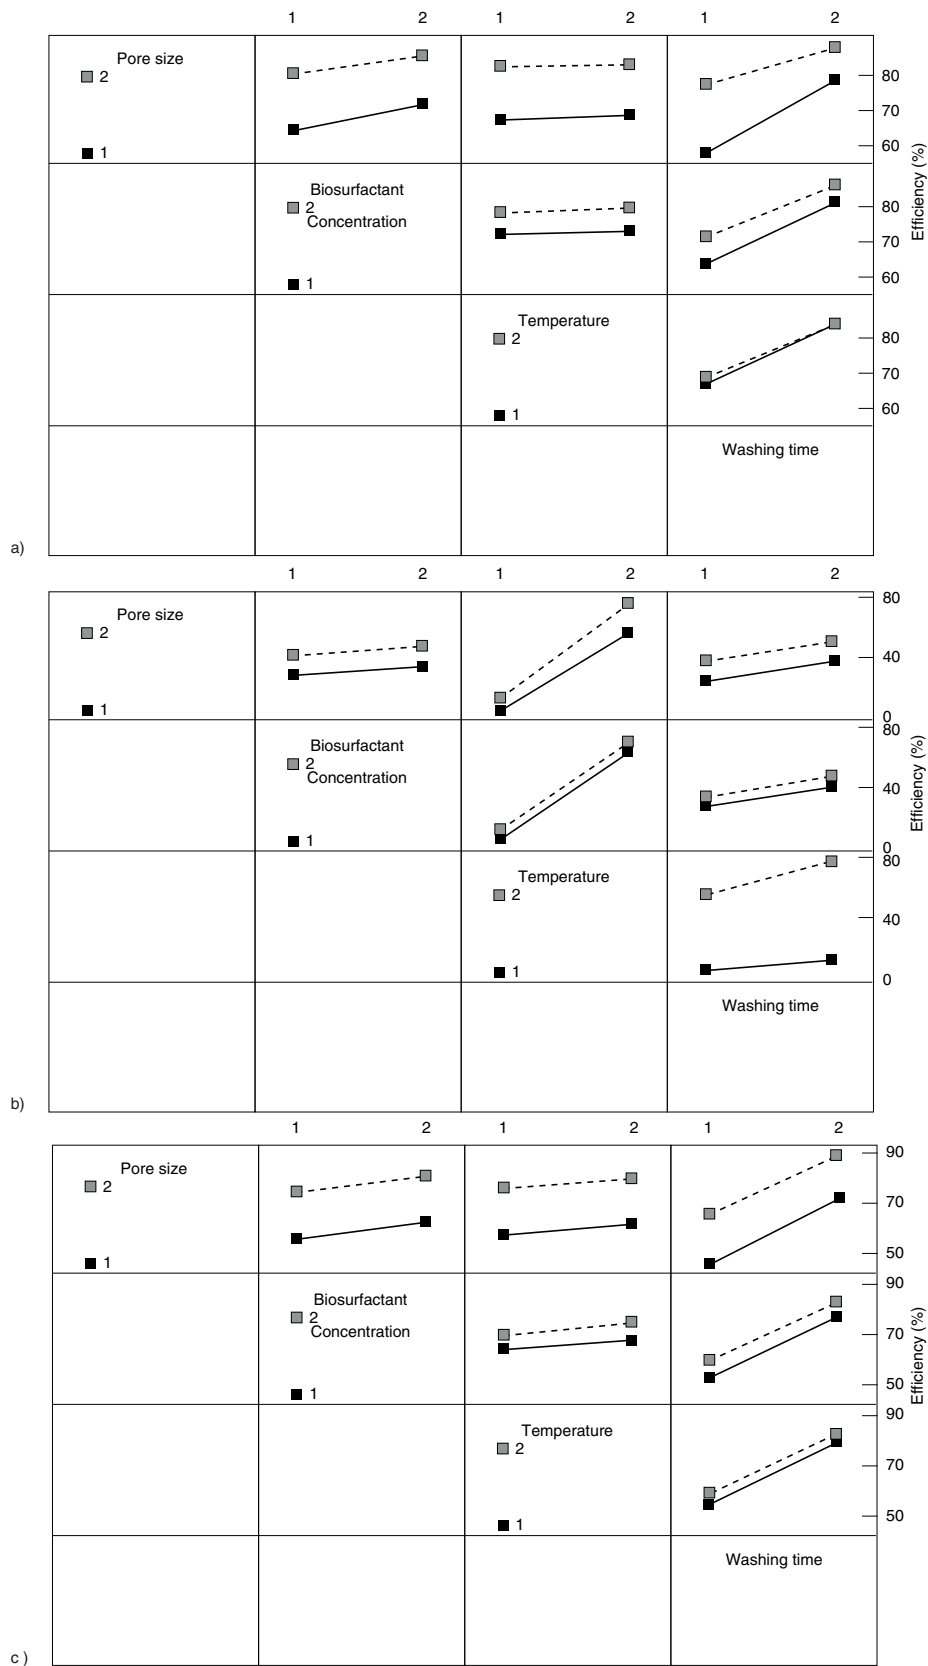 1 2 1 2 1 2
Pore size
2
1
80
70
60
Biosurfactant
2
Concentration
1
80
70
60
Efficiency (%)
Temperature
2
1
80
70
60
Washing time
a)
1 2 1 2 1 2
Pore size
2
1
80
40
0
Biosurfactant
2
Concentration
1
80
40
0
Efficiency (%)
Temperature
2
1
80
40
0
Washing time
b)
1 2 1 2 1 2
Pore size
2
1
90
70
50
Biosurfactant
2
Concentration
1
90
70
50
Efficiency (%)
Temperature
2
1
90
70
50
Washing time
c )